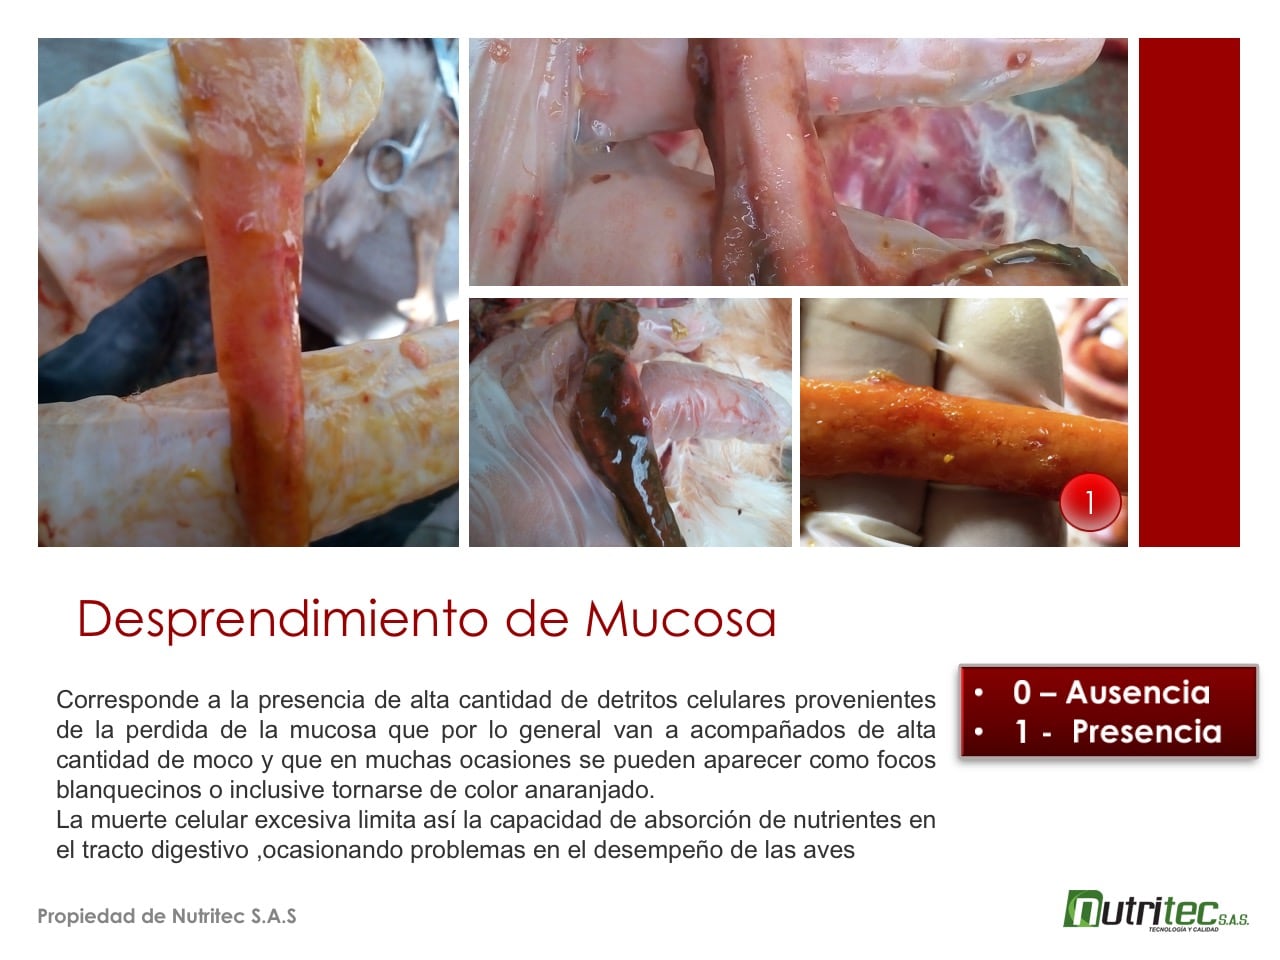 1
Desprendimiento de Mucosa
Corresponde a la presencia de alta cantidad de detritos celulares provenientes
de la perdida de la mucosa que por lo general van a acompañados de alta
cantidad de moco y que en muchas ocasiones se pueden aparecer como focos
blanquecinos o inclusive tornarse de color anaranjado.
La muerte celular excesiva limita así la capacidad de absorción de nutrientes en
el tracto digestivo ,ocasionando problemas en el desempeño de las aves
• 0 – Ausencia
• 1 - Presencia
Propiedad de Nutritec S.A.S
nutritec S.A.S.
TECNOLOGÍA Y CALIDAD